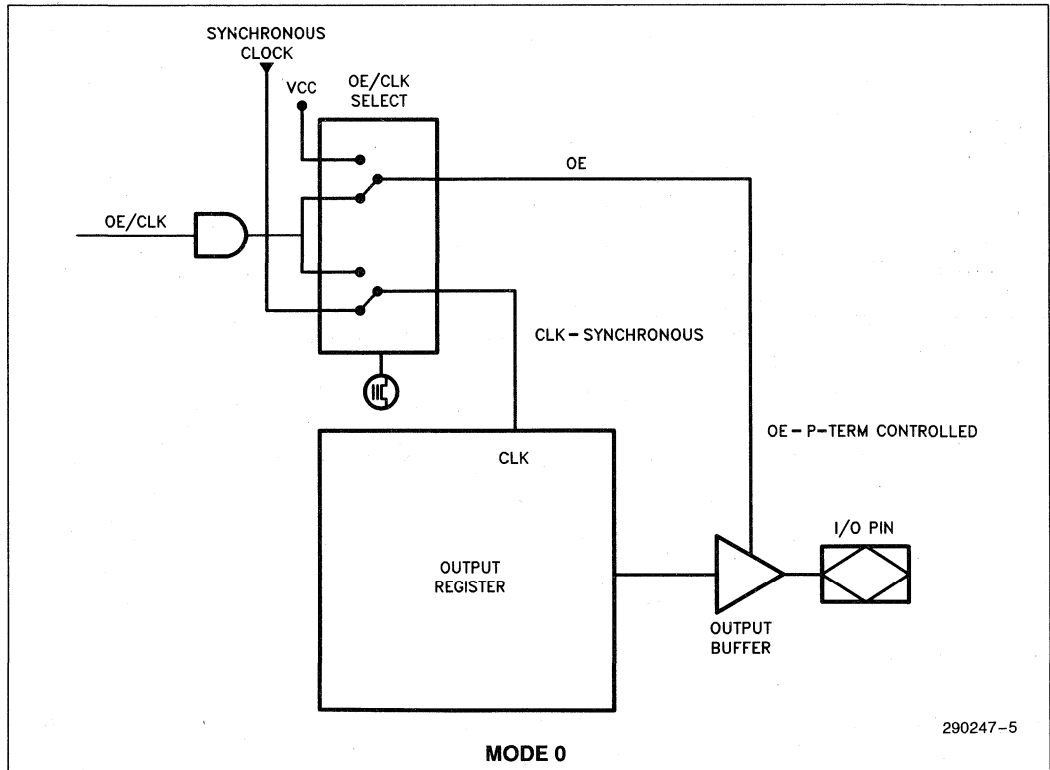 SYNCHRONOUS
CLOCK
VCC
OE/CLK
SELECT
OE
OE/CLK
CLK-SYNCHRONOUS
OE-P-TERM CONTROLLED
CLK
I/O PIN
OUTPUT
REGISTER
OUTPUT
BUFFER
290247-5
MODE 0